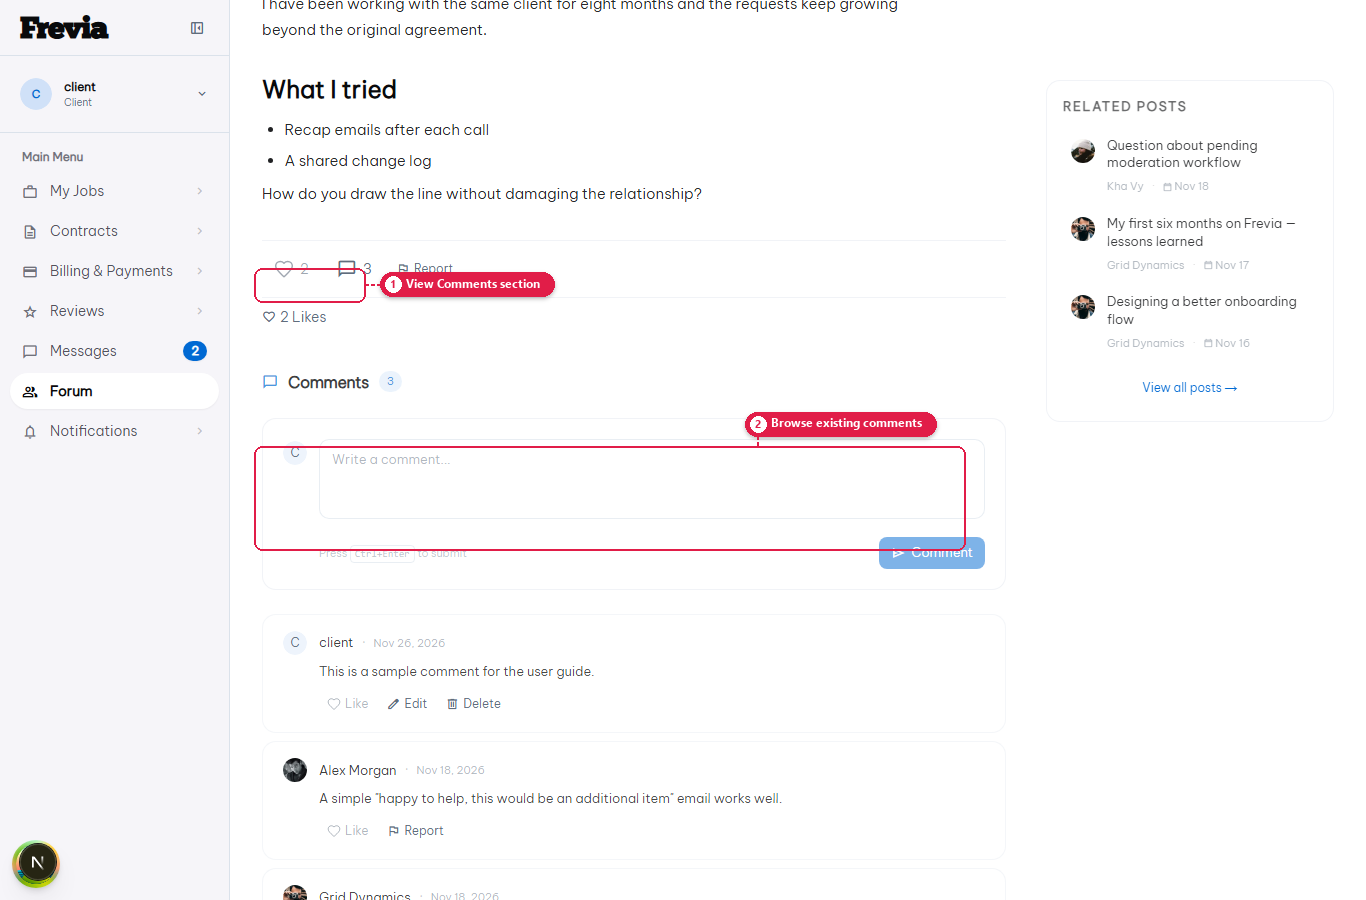 Frevia
C
client
Client
Main Menu
My Jobs
Contracts
Billing & Payments
Reviews
Messages
2
Forum
Notifications
N
I have been working with the same client for eight months and the requests keep growing
beyond the original agreement.
What I tried
• Recap emails after each call
• A shared change log
How do you draw the line without damaging the relationship?
2
3
Report
1 View Comments section
2 Likes
Comments 3
2 Browse existing comments
C
Write a comment...
Press Ctrl+Enter to submit
Comment
C
client · Nov 26, 2026
This is a sample comment for the user guide.
Like
Edit
Delete
Alex Morgan · Nov 18, 2026
A simple "happy to help, this would be an additional item" email works well.
Like
Report
Grid Dynamics · Nov 18, 2026
RELATED POSTS
Question about pending
moderation workflow
Kha Vy · Nov 18
My first six months on Frevia —
lessons learned
Grid Dynamics · Nov 17
Designing a better onboarding
flow
Grid Dynamics · Nov 16
View all posts →